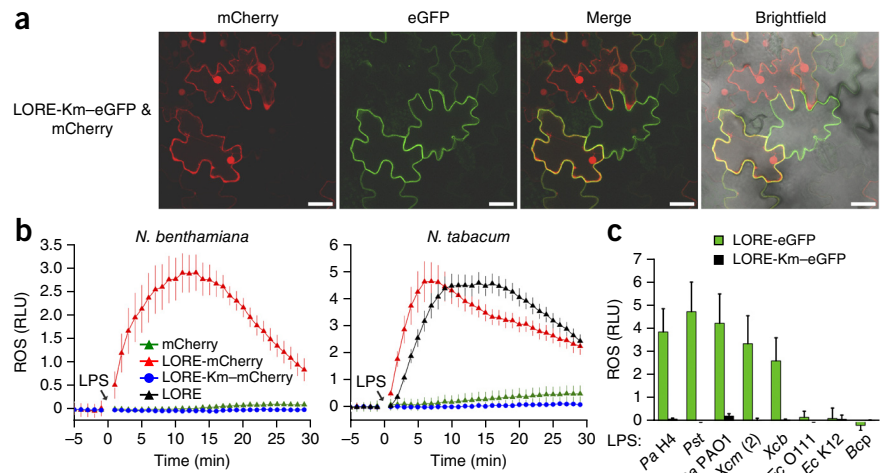 a
mCherry eGFP Merge Brightfield
LORE-Km–eGFP &
mCherry
b
N. benthamiana
ROS (RLU)
3.5
3.0
2.5
2.0
1.5
1.0
0.5
0
LPS
mCherry
LORE-mCherry
LORE-Km–mCherry
LORE
−5 0 5 10 15 20 25 30
Time (min)
N. tabacum
6
5
4
3
2
1
0
LPS
−5 0 5 10 15 20 25 30
Time (min)
c
LORE-eGFP
LORE-Km–eGFP
ROS (RLU)
7
6
5
4
3
2
1
0
LPS:
Pa H4
Pst
PAO1
Xcm (2)
Xcb
O111
Ec K12
Bcp